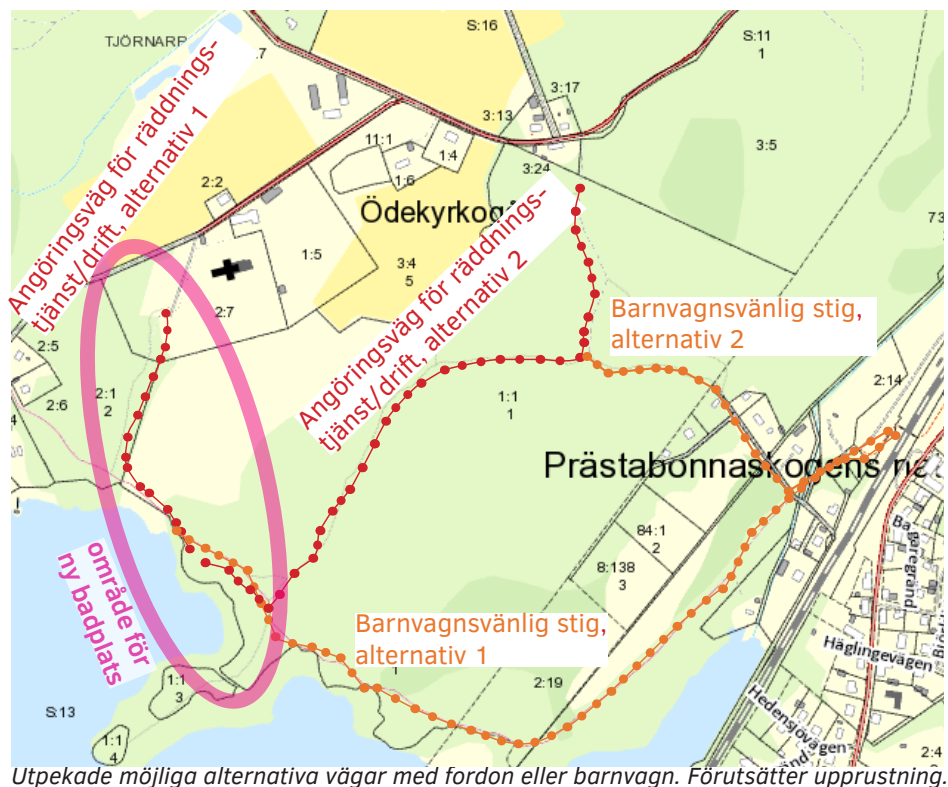 TJÖRNARP
:7
S:16
S:11
1
3:17
3:13
3:5
11:1
1:4
3:24
1:6
2:2
Ödekyrkog
73
1:5
3:4
5
2:7
Angöringsväg för räddnings-
tjänst/drift, alternativ 1
Angöringsväg för räddnings-
tjänst/drift, alternativ 2
Barnvagnsvänlig stig,
alternativ 2
2:5
2:6
2:1
2
1:1
1
2:14
Prästabonnaskogens na
84:1
2
8:138
3
Bagaregränd
område för
ny badplats
Barnvagnsvänlig stig,
alternativ 1
1
1:1
3
2:19
Häglingevägen
Hedensjövägen
S:13
1:1
4
2:4
Utpekade möjliga alternativa vägar med fordon eller barnvagn. Förutsätter upprustning.